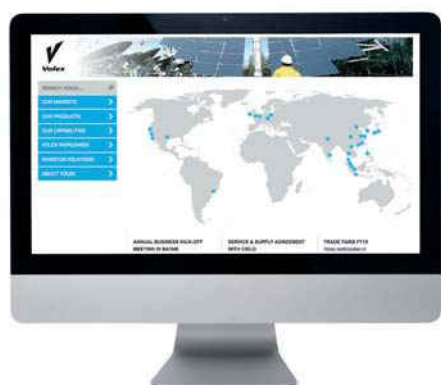 Volex
SEARCH VOLEX...
OUR MARKETS
OUR PRODUCTS
OUR CAPABILITIES
VOLEX WORLDWIDE
INVESTOR RELATIONS
ABOUT VOLEX
ANNUAL BUSINESS KICK-OFF
MEETING IN BATAM
SERVICE & SUPPLY AGREEMENT
WITH CIELO
TRADE FAIRS FY15